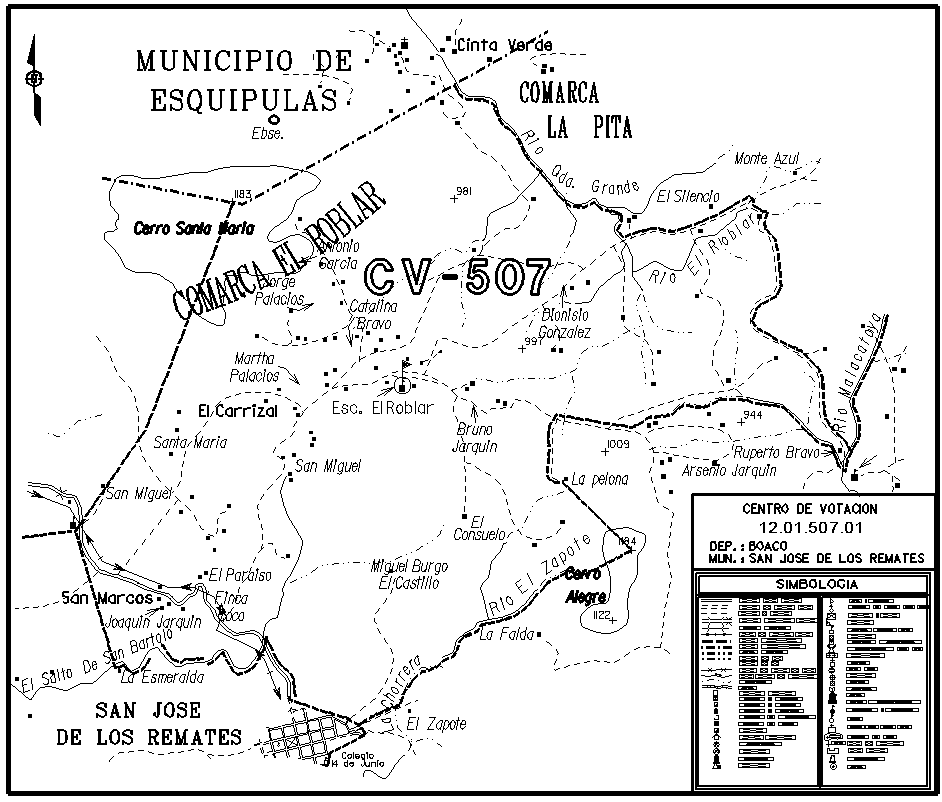 Cinta Verde
MUNICIPIO DE
ESQUIPULAS
Ebse.
COMARCA
LA PITA
Rio Qda. Grande
Monte Azul
El Silencio
1183
981
Cerro Santa Maria
COMARCA EL ROBLAR
Antonio
Garcia
CV-507
Rio El Roblar
Jorge
Palacios
Catalina
Bravo
Dionisio
Gonzalez
991
Rio Malacatoya
Martha
Palacios
Esc. El Roblar
El Carrizal
944
Bruno
Jarquin
Santa Maria
1009
Ruperto Bravo
San Miguel
Arsenio Jarquin
La pelona
San Miguel
El
Consuelo
1184
CENTRO DE VOTACION
12.01.507.01
DEP.: BOACO
MUN.: SAN JOSE DE LOS REMATES
Miguel Burgo
El Castillo
Rio El Zapote
Cerro
Alegre
1122
El Paraiso
SIMBOLOGIA
San Marcos
Finca
Coca
Joaquin Jarquin
La Falda
El Salto De San Bartolo
La Esmeralda
Chorrera
SAN JOSE
DE LOS REMATES
El Zapote
Colegio
14 de Junio